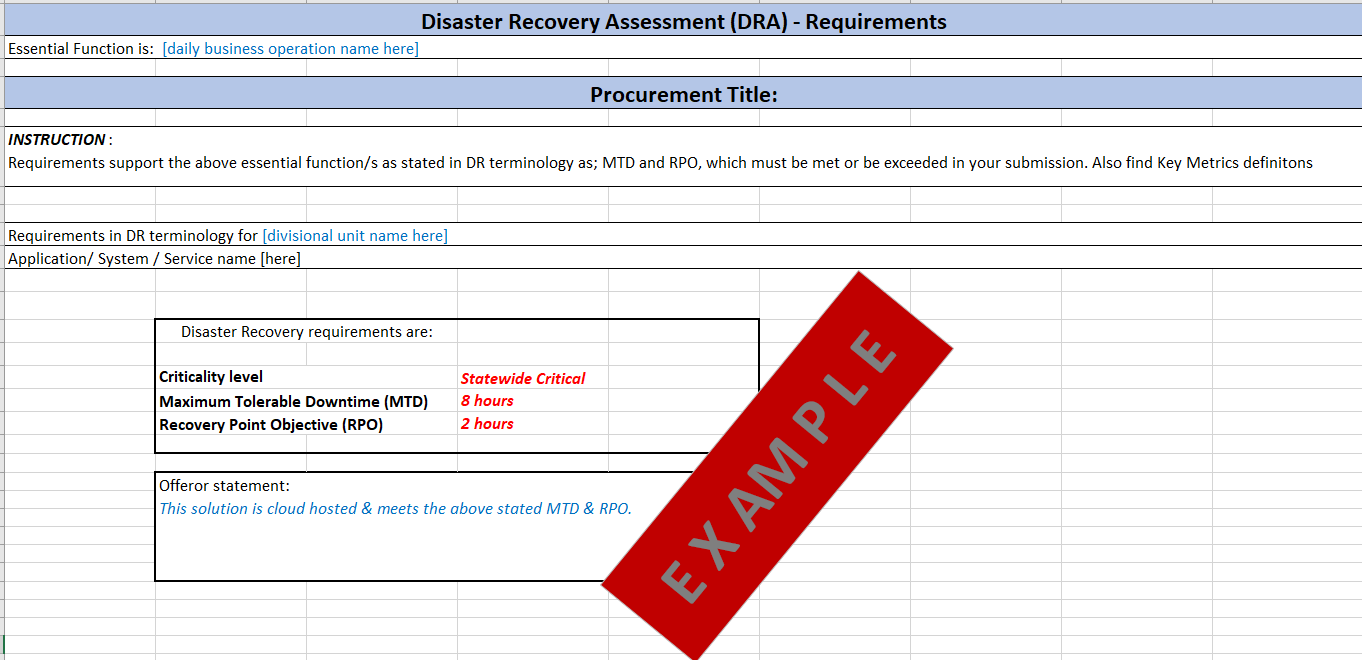 Disaster Recovery Assessment (DRA) - Requirements
Essential Function is: [daily business operation name here]
Procurement Title:
INSTRUCTION :
Requirements support the above essential function/s as stated in DR terminology as; MTD and RPO, which must be met or be exceeded in your submission. Also find Key Metrics definitons
Requirements in DR terminology for [divisional unit name here]
Application/ System / Service name [here]
Disaster Recovery requirements are:
Criticality level Statewide Critical
Maximum Tolerable Downtime (MTD) 8 hours
Recovery Point Objective (RPO) 2 hours
Offeror statement:
This solution is cloud hosted & meets the above stated MTD & RPO.
EXAMPLE